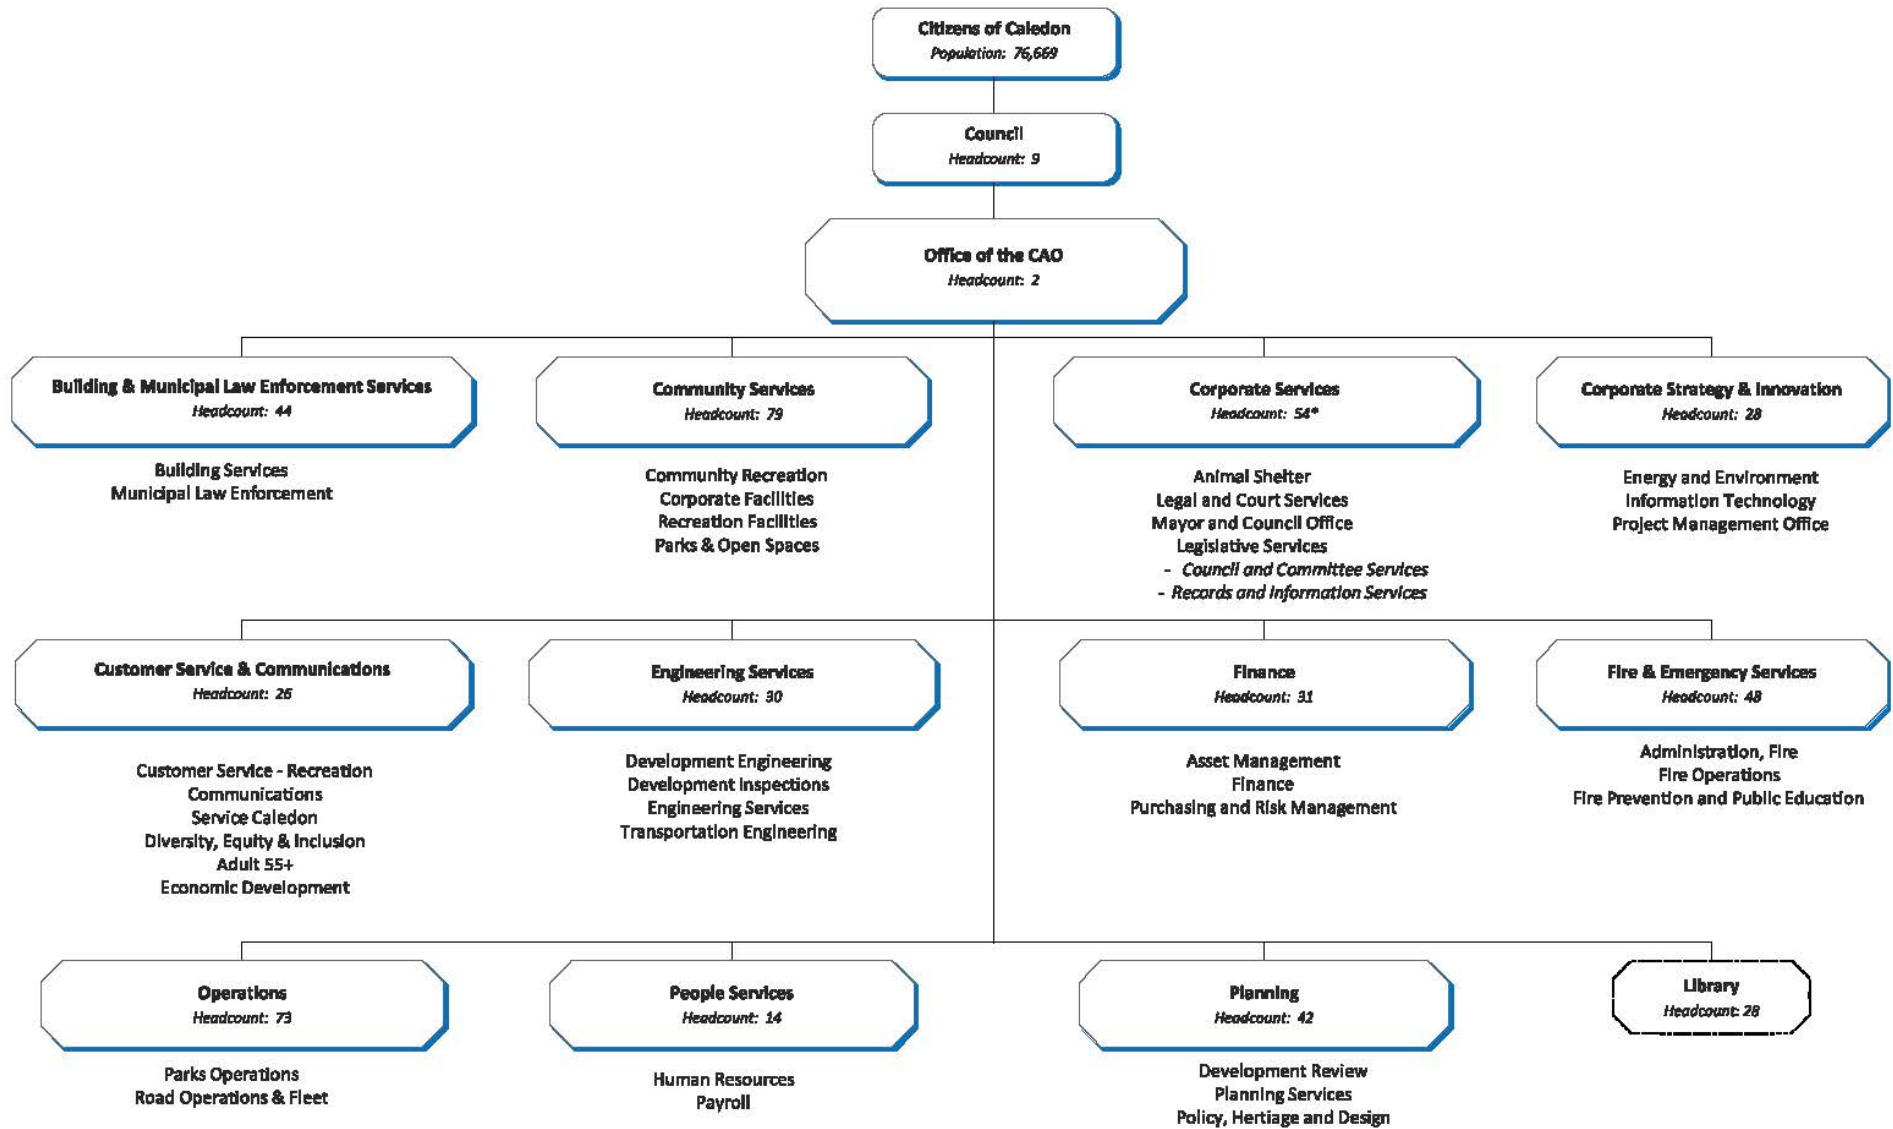 Citizens of Caledon
Population: 76,669
Council
Headcount: 9
Office of the CAO
Headcount: 2
Building & Municipal Law Enforcement Services
Headcount: 44
Building Services
Municipal Law Enforcement
Community Services
Headcount: 79
Community Recreation
Corporate Facilities
Recreation Facilities
Parks & Open Spaces
Corporate Services
Headcount: 54*
Animal Shelter
Legal and Court Services
Mayor and Council Office
Legislative Services
- Council and Committee Services
- Records and Information Services
Corporate Strategy & Innovation
Headcount: 28
Energy and Environment
Information Technology
Project Management Office
Customer Service & Communications
Headcount: 26
Customer Service - Recreation
Communications
Service Caledon
Diversity, Equity & Inclusion
Adult 55+
Economic Development
Engineering Services
Headcount: 30
Development Engineering
Development Inspections
Engineering Services
Transportation Engineering
Finance
Headcount: 31
Asset Management
Finance
Purchasing and Risk Management
Fire & Emergency Services
Headcount: 48
Administration, Fire
Fire Operations
Fire Prevention and Public Education
Operations
Headcount: 73
Parks Operations
Road Operations & Fleet
People Services
Headcount: 14
Human Resources
Payroll
Planning
Headcount: 42
Development Review
Planning Services
Policy, Hertiage and Design
Library
Headcount: 28